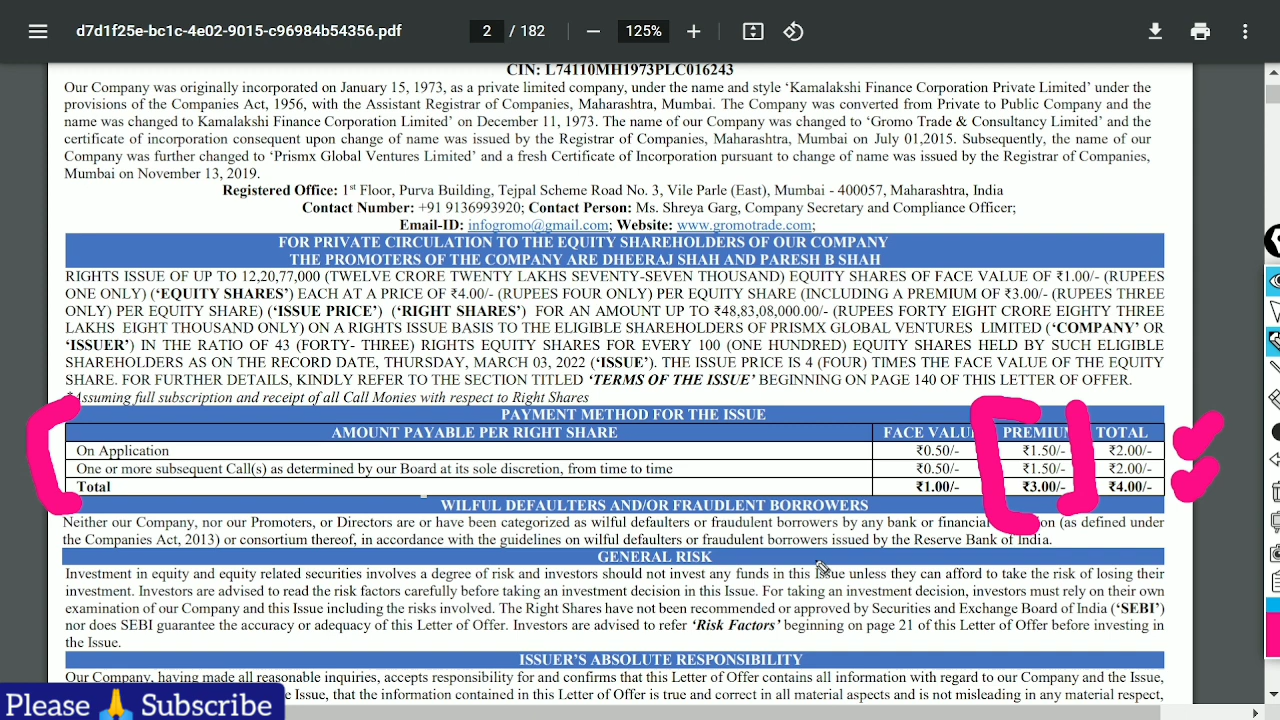 d7d1f25e-bc1c-4e02-9015-c96984b54356.pdf
2 / 182
125%
CIN: L74110MH1973PLC016243
Our Company was originally incorporated on January 15, 1973, as a private limited company, under the name and style ‘Kamalakshi Finance Corporation Private Limited’ under the
provisions of the Companies Act, 1956, with the Assistant Registrar of Companies, Maharashtra, Mumbai. The Company was converted from Private to Public Company and the
name was changed to Kamalakshi Finance Corporation Limited’ on December 11, 1973. The name of our Company was changed to ‘Gromo Trade & Consultancy Limited’ and the
certificate of incorporation consequent upon change of name was issued by the Registrar of Companies, Maharashtra, Mumbai on July 01,2015. Subsequently, the name of our
Company was further changed to ‘Prismx Global Ventures Limited’ and a fresh Certificate of Incorporation pursuant to change of name was issued by the Registrar of Companies,
Mumbai on November 13, 2019.
Registered Office: 1st Floor, Purva Building, Tejpal Scheme Road No. 3, Vile Parle (East), Mumbai - 400057, Maharashtra, India
Contact Number: +91 9136993920; Contact Person: Ms. Shreya Garg, Company Secretary and Compliance Officer;
Email-ID: infogromo@gmail.com; Website: www.gromotrade.com;
FOR PRIVATE CIRCULATION TO THE EQUITY SHAREHOLDERS OF OUR COMPANY
THE PROMOTERS OF THE COMPANY ARE DHEERAJ SHAH AND PARESH B SHAH
RIGHTS ISSUE OF UP TO 12,20,77,000 (TWELVE CRORE TWENTY LAKHS SEVENTY-SEVEN THOUSAND) EQUITY SHARES OF FACE VALUE OF ₹1.00/- (RUPEES
ONE ONLY) (‘EQUITY SHARES’) EACH AT A PRICE OF ₹4.00/- (RUPEES FOUR ONLY) PER EQUITY SHARE (INCLUDING A PREMIUM OF ₹3.00/- (RUPEES THREE
ONLY) PER EQUITY SHARE) (‘ISSUE PRICE’) (‘RIGHT SHARES’) FOR AN AMOUNT UP TO ₹48,83,08,000.00/- (RUPEES FORTY EIGHT CRORE EIGHTY THREE
LAKHS EIGHT THOUSAND ONLY) ON A RIGHTS ISSUE BASIS TO THE ELIGIBLE SHAREHOLDERS OF PRISMX GLOBAL VENTURES LIMITED (‘COMPANY’ OR
‘ISSUER’) IN THE RATIO OF 43 (FORTY- THREE) RIGHTS EQUITY SHARES FOR EVERY 100 (ONE HUNDRED) EQUITY SHARES HELD BY SUCH ELIGIBLE
SHAREHOLDERS AS ON THE RECORD DATE, THURSDAY, MARCH 03, 2022 (‘ISSUE’). THE ISSUE PRICE IS 4 (FOUR) TIMES THE FACE VALUE OF THE EQUITY
SHARE. FOR FURTHER DETAILS, KINDLY REFER TO THE SECTION TITLED ‘TERMS OF THE ISSUE’ BEGINNING ON PAGE 140 OF THIS LETTER OF OFFER.
*Assuming full subscription and receipt of all Call Monies with respect to Right Shares
PAYMENT METHOD FOR THE ISSUE
AMOUNT PAYABLE PER RIGHT SHARE FACE VALUE PREMIUM TOTAL
On Application ₹0.50/- ₹1.50/- ₹2.00/-
One or more subsequent Call(s) as determined by our Board at its sole discretion, from time to time ₹0.50/- ₹1.50/- ₹2.00/-
Total ₹1.00/- ₹3.00/- ₹4.00/-
WILFUL DEFAULTERS AND/OR FRAUDLENT BORROWERS
Neither our Company, nor our Promoters, or Directors are or have been categorized as wilful defaulters or fraudulent borrowers by any bank or financial (as defined under
the Companies Act, 2013) or consortium thereof, in accordance with the guidelines on wilful defaulters or fraudulent borrowers issued by the Reserve Bank of India.
GENERAL RISK
Investment in equity and equity related securities involves a degree of risk and investors should not invest any funds in this Issue unless they can afford to take the risk of losing their
investment. Investors are advised to read the risk factors carefully before taking an investment decision in this Issue. For taking an investment decision, investors must rely on their own
examination of our Company and this Issue including the risks involved. The Right Shares have not been recommended or approved by Securities and Exchange Board of India (‘SEBI’)
nor does SEBI guarantee the accuracy or adequacy of this Letter of Offer. Investors are advised to refer ‘Risk Factors’ beginning on page 21 of this Letter of Offer before investing in
the Issue.
ISSUER’S ABSOLUTE RESPONSIBILITY
Our Company, having made all reasonable inquiries, accepts responsibility for and confirms that this Letter of Offer contains all information with regard to our Company and the Issue,
the Issue, that the information contained in this Letter of Offer is true and correct in all material aspects and is not misleading in any material respect,
Please 🙏 Subscribe